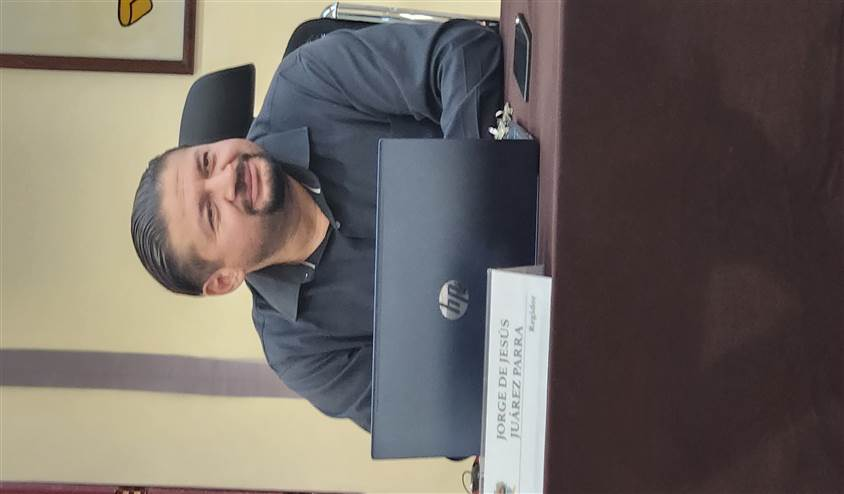 hp
JORGE DE JESÚS
JUÁREZ PARRA
Regidor